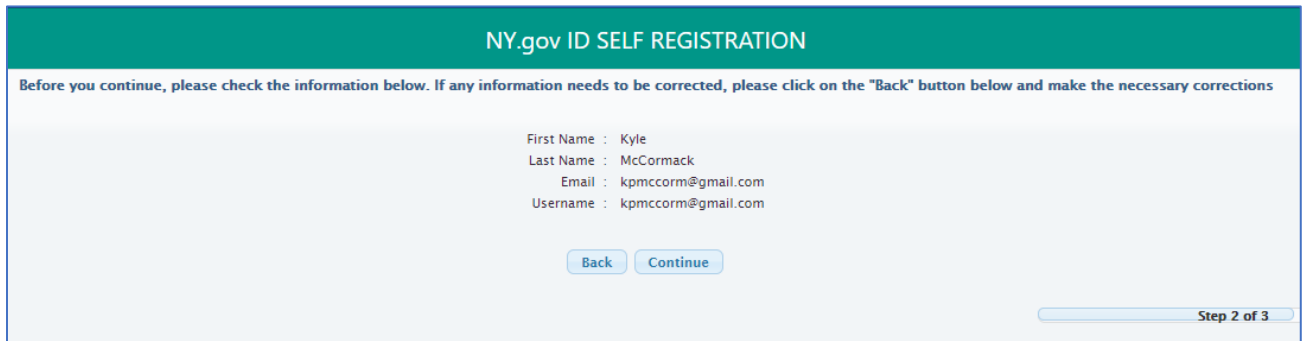 NY.gov ID SELF REGISTRATION
Before you continue, please check the information below. If any information needs to be corrected, please click on the "Back" button below and make the necessary corrections
First Name : Kyle
Last Name : McCormack
Email : kpmccorm@gmail.com
Username : kpmccorm@gmail.com
Back Continue
Step 2 of 3